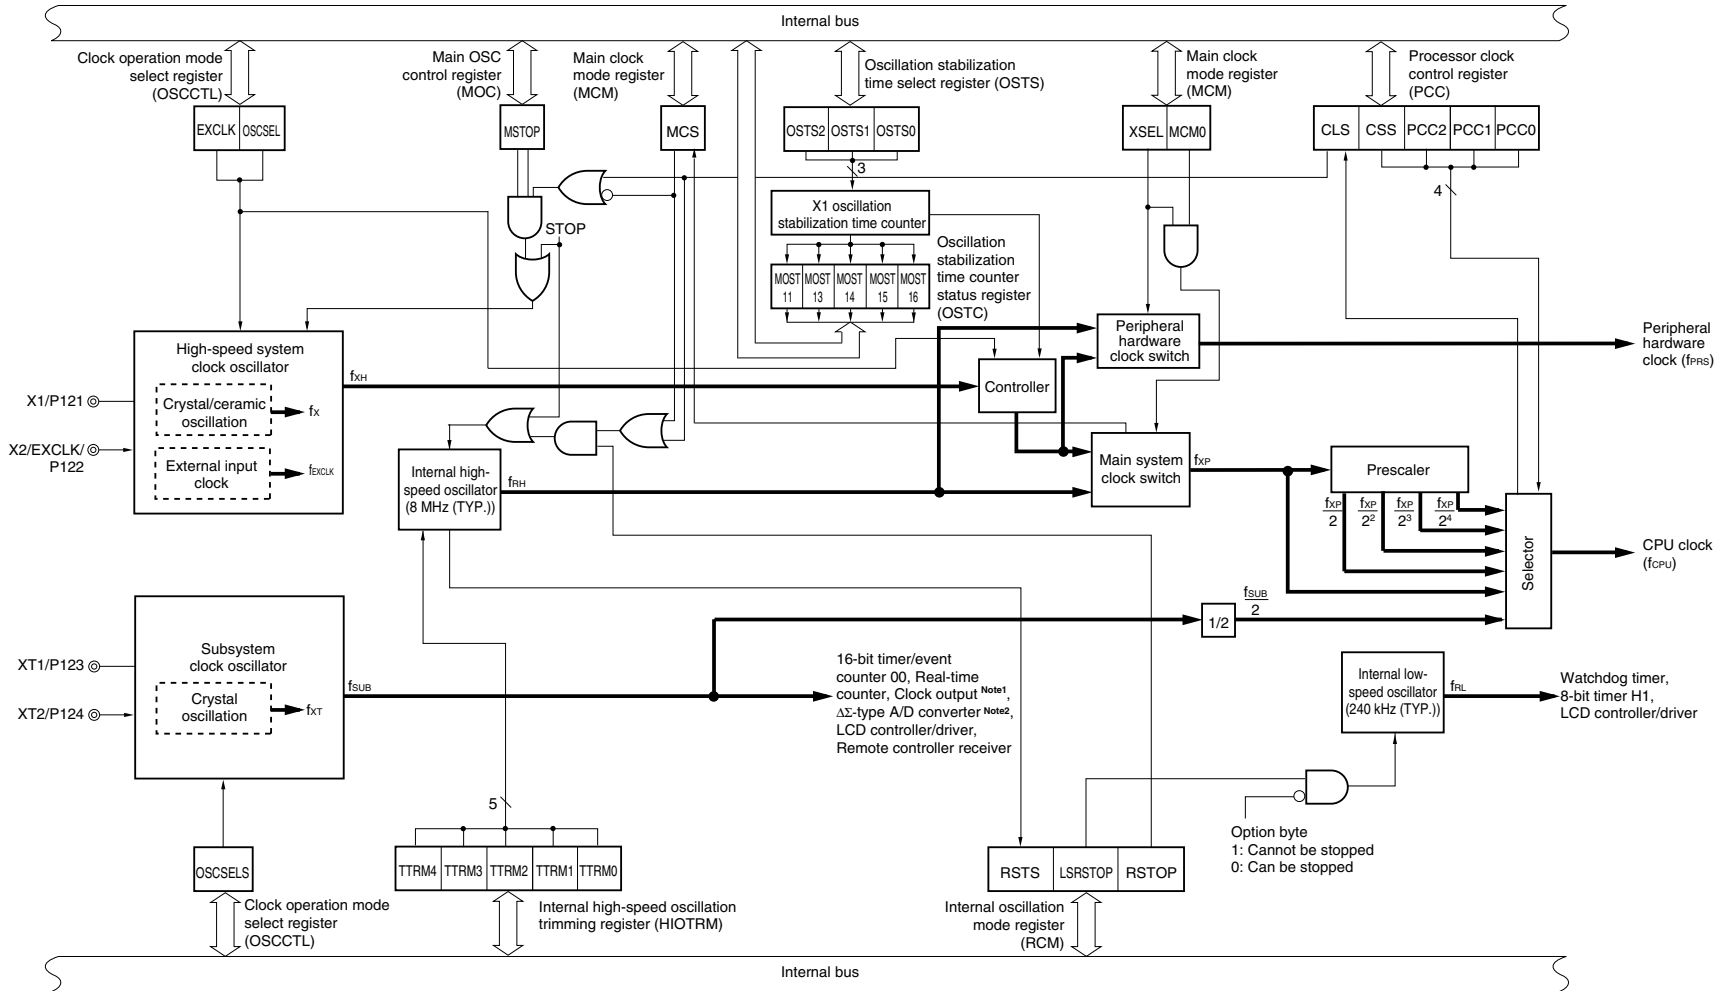 Internal bus
Clock operation mode
select register
(OSCCTL)
Main OSC
control register
(MOC)
Main clock
mode register
(MCM)
Oscillation stabilization
time select register (OSTS)
Main clock
mode register
(MCM)
Processor clock
control register
(PCC)
EXCLK OSCSEL
MSTOP
MCS
OSTS2 OSTS1 OSTS0
XSEL MCM0
CLS CSS PCC2 PCC1 PCC0
3
4
STOP
X1 oscillation
stabilization time counter
Oscillation
stabilization
time counter
status register
(OSTC)
MOST
11
MOST
13
MOST
14
MOST
15
MOST
16
High-speed system
clock oscillator
Crystal/ceramic
oscillation
fX
External input
clock
fEXCLK
X1/P121
X2/EXCLK/
P122
fXH
Controller
Peripheral
hardware
clock switch
Peripheral
hardware
clock (fPRS)
Internal high-
speed oscillator
(8 MHz (TYP.))
fRH
Main system
clock switch
fXP
Prescaler
fXP
2
fXP
2²
fXP
2³
fXP
2⁴
Selector
CPU clock
(fCPU)
fSUB
2
1/2
Subsystem
clock oscillator
Crystal
oscillation
fXT
XT1/P123
XT2/P124
fSUB
16-bit timer/event
counter 00, Real-time
counter, Clock output Note1,
ΔΣ-type A/D converter Note2,
LCD controller/driver,
Remote controller receiver
Internal low-
speed oscillator
(240 kHz (TYP.))
fRL
Watchdog timer,
8-bit timer H1,
LCD controller/driver
5
Option byte
1: Cannot be stopped
0: Can be stopped
OSCSELS
TTRM4 TTRM3 TTRM2 TTRM1 TTRM0
RSTS LSRSTOP RSTOP
Clock operation mode
select register
(OSCCTL)
Internal high-speed oscillation
trimming register (HIOTRM)
Internal oscillation
mode register
(RCM)
Internal bus